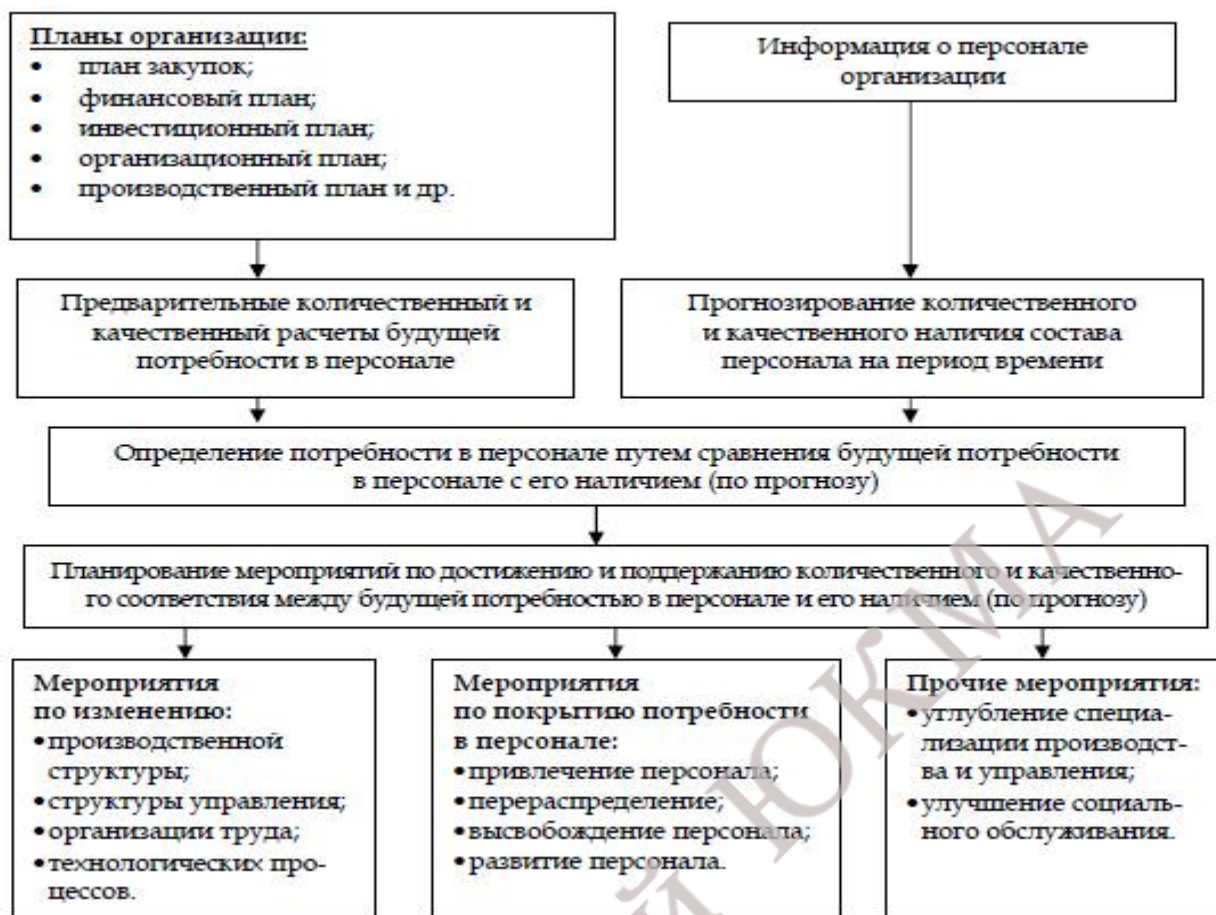 Планы организации:
• план закупок;
• финансовый план;
• инвестиционный план;
• организационный план;
• производственный план и др.
Информация о персонале
организации
Предварительные количественный и
качественный расчеты будущей
потребности в персонале
Прогнозирование количественного
и качественного наличия состава
персонала на период времени
Определение потребности в персонале путем сравнения будущей потребности
в персонале с его наличием (по прогнозу)
Планирование мероприятий по достижению и поддержанию количественного и качественно-
го соответствия между будущей потребностью в персонале и его наличием (по прогнозу)
Мероприятия
по изменению:
• производственной
структуры;
• структуры управления;
• организации труда;
• технологических про-
цессов.
Мероприятия
по покрытию потребности
в персонале:
• привлечение персонала;
• перераспределение;
• высвобождение персонала;
• развитие персонала.
Прочие мероприятия:
• углубление специа-
лизации производст-
ва и управления;
• улучшение социаль-
ного обслуживания.
ЮКМА